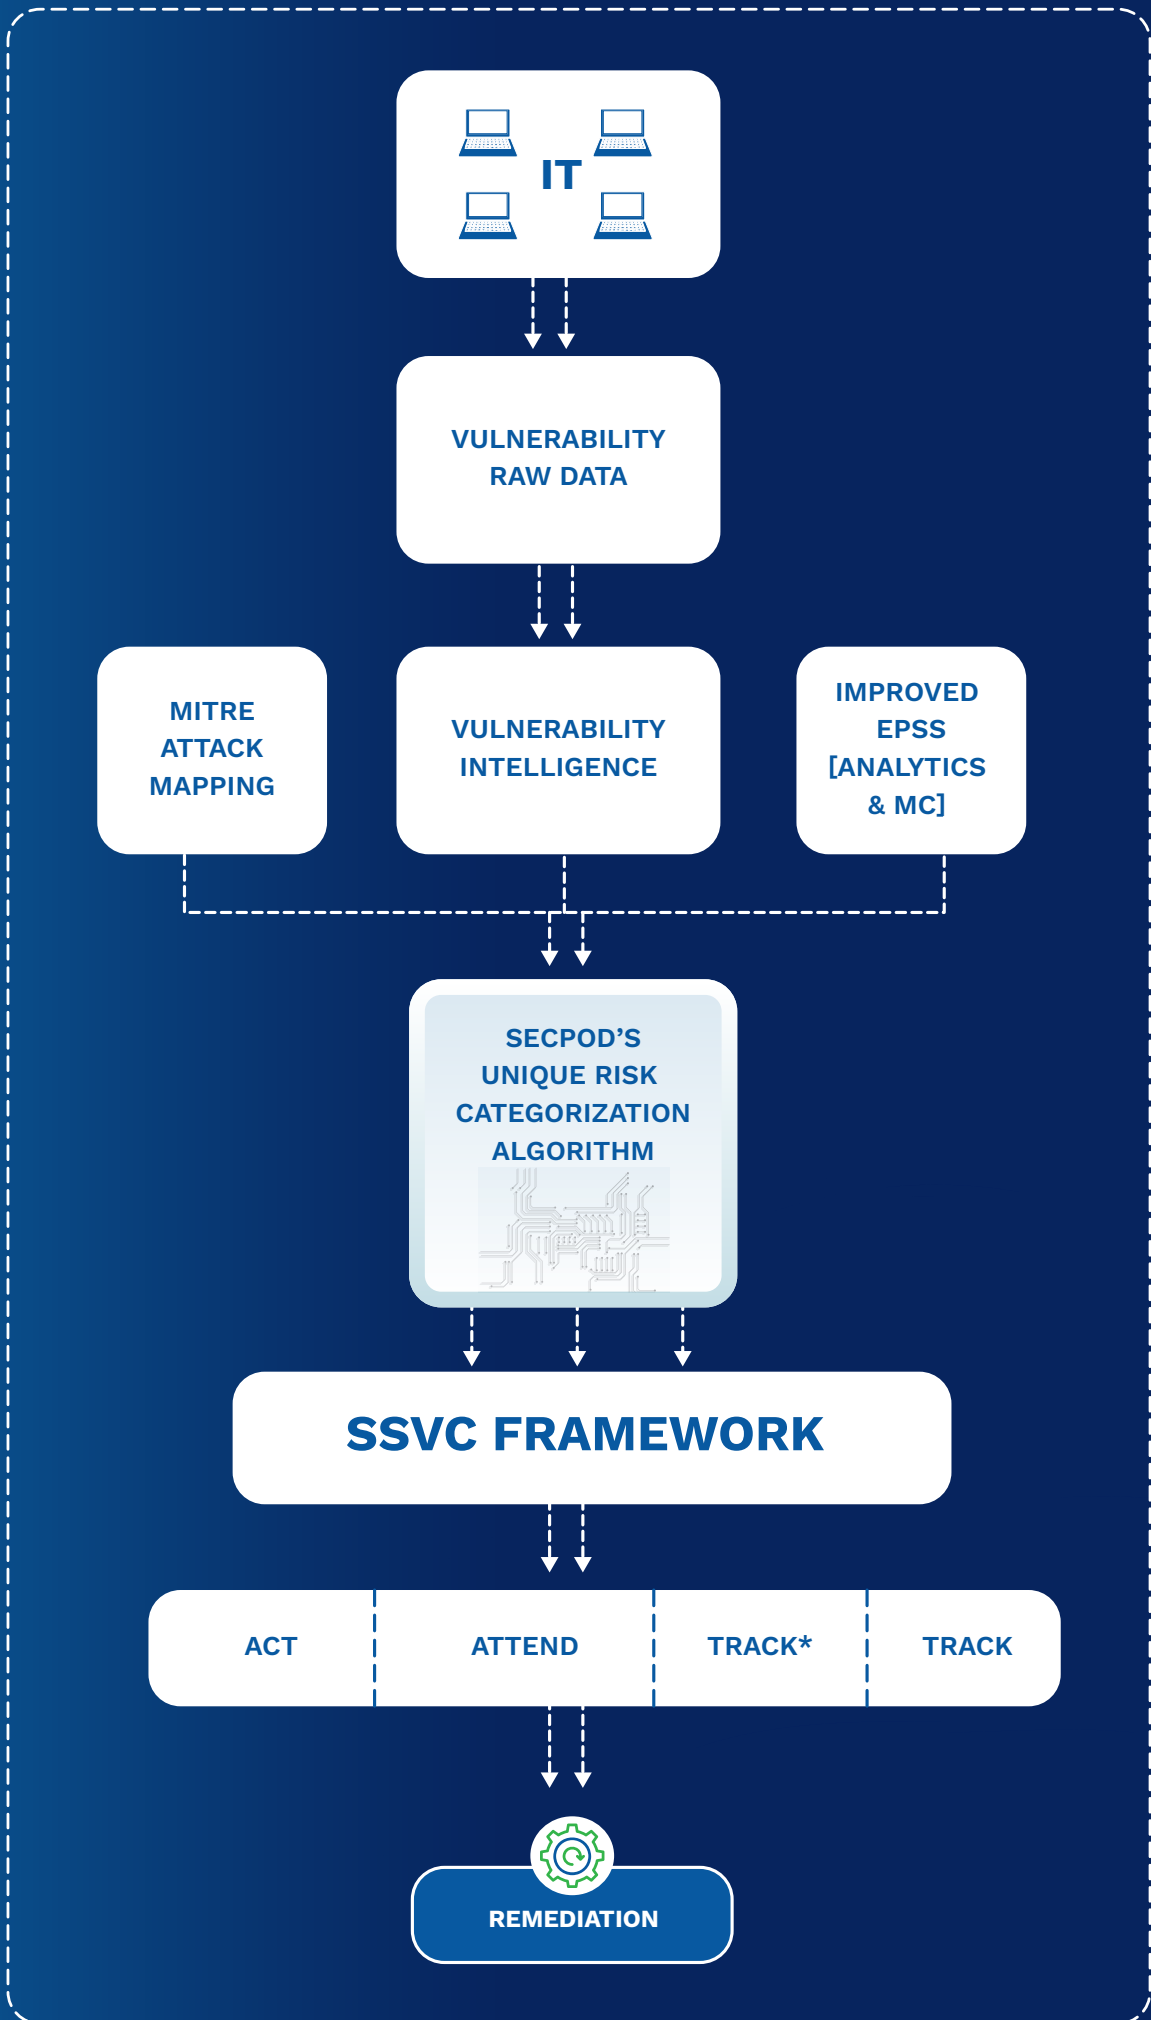 IT
VULNERABILITY
RAW DATA
MITRE
ATTACK
MAPPING
VULNERABILITY
INTELLIGENCE
IMPROVED
EPSS
[ANALYTICS
& MC]
SECPOD’S
UNIQUE RISK
CATEGORIZATION
ALGORITHM
SSVC FRAMEWORK
ACT
ATTEND
TRACK*
TRACK
REMEDIATION